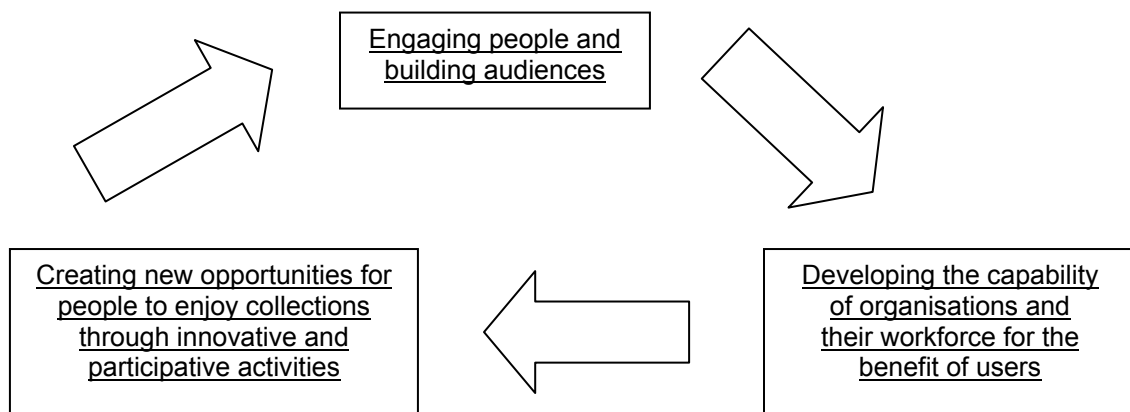 Engaging people and
building audiences
Creating new opportunities for
people to enjoy collections
through innovative and
participative activities
Developing the capability
of organisations and
their workforce for the
benefit of users